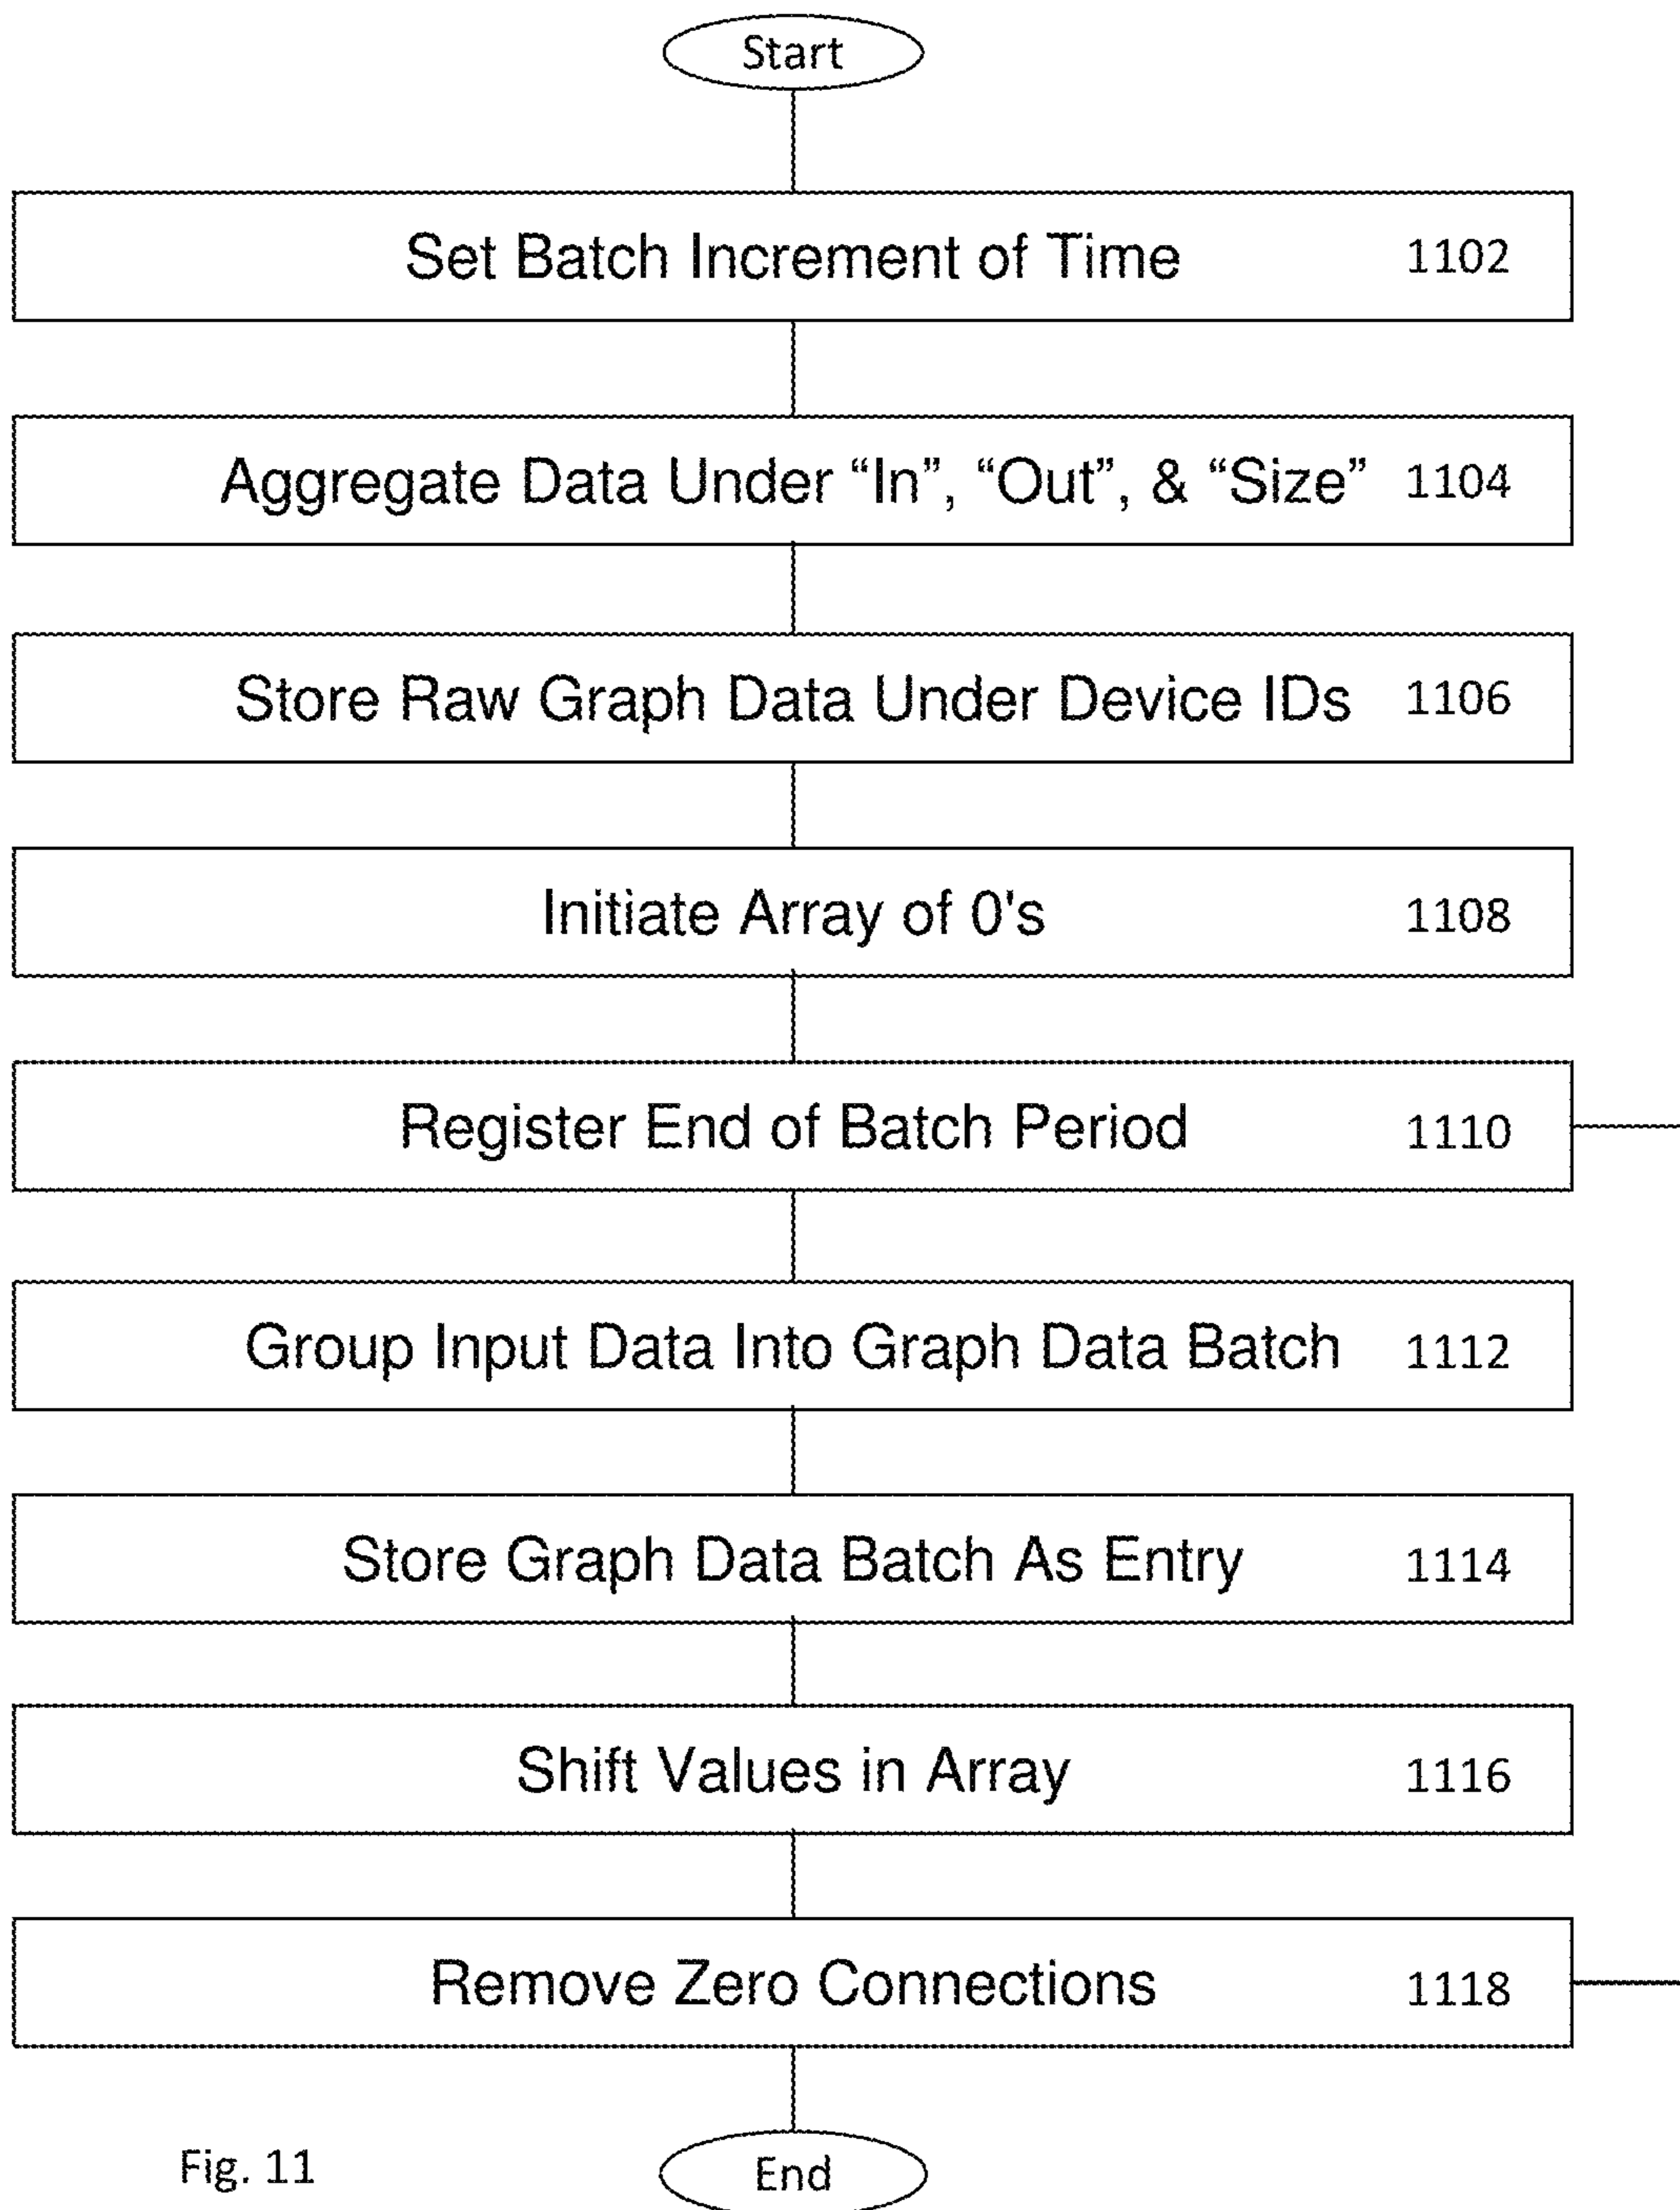 Start
Set Batch Increment of Time 1102
Aggregate Data Under “In”, “Out”, & “Size” 1104
Store Raw Graph Data Under Device IDs 1106
Initiate Array of 0's 1108
Register End of Batch Period 1110
Group Input Data Into Graph Data Batch 1112
Store Graph Data Batch As Entry 1114
Shift Values in Array 1116
Remove Zero Connections 1118
Fig. 11
End